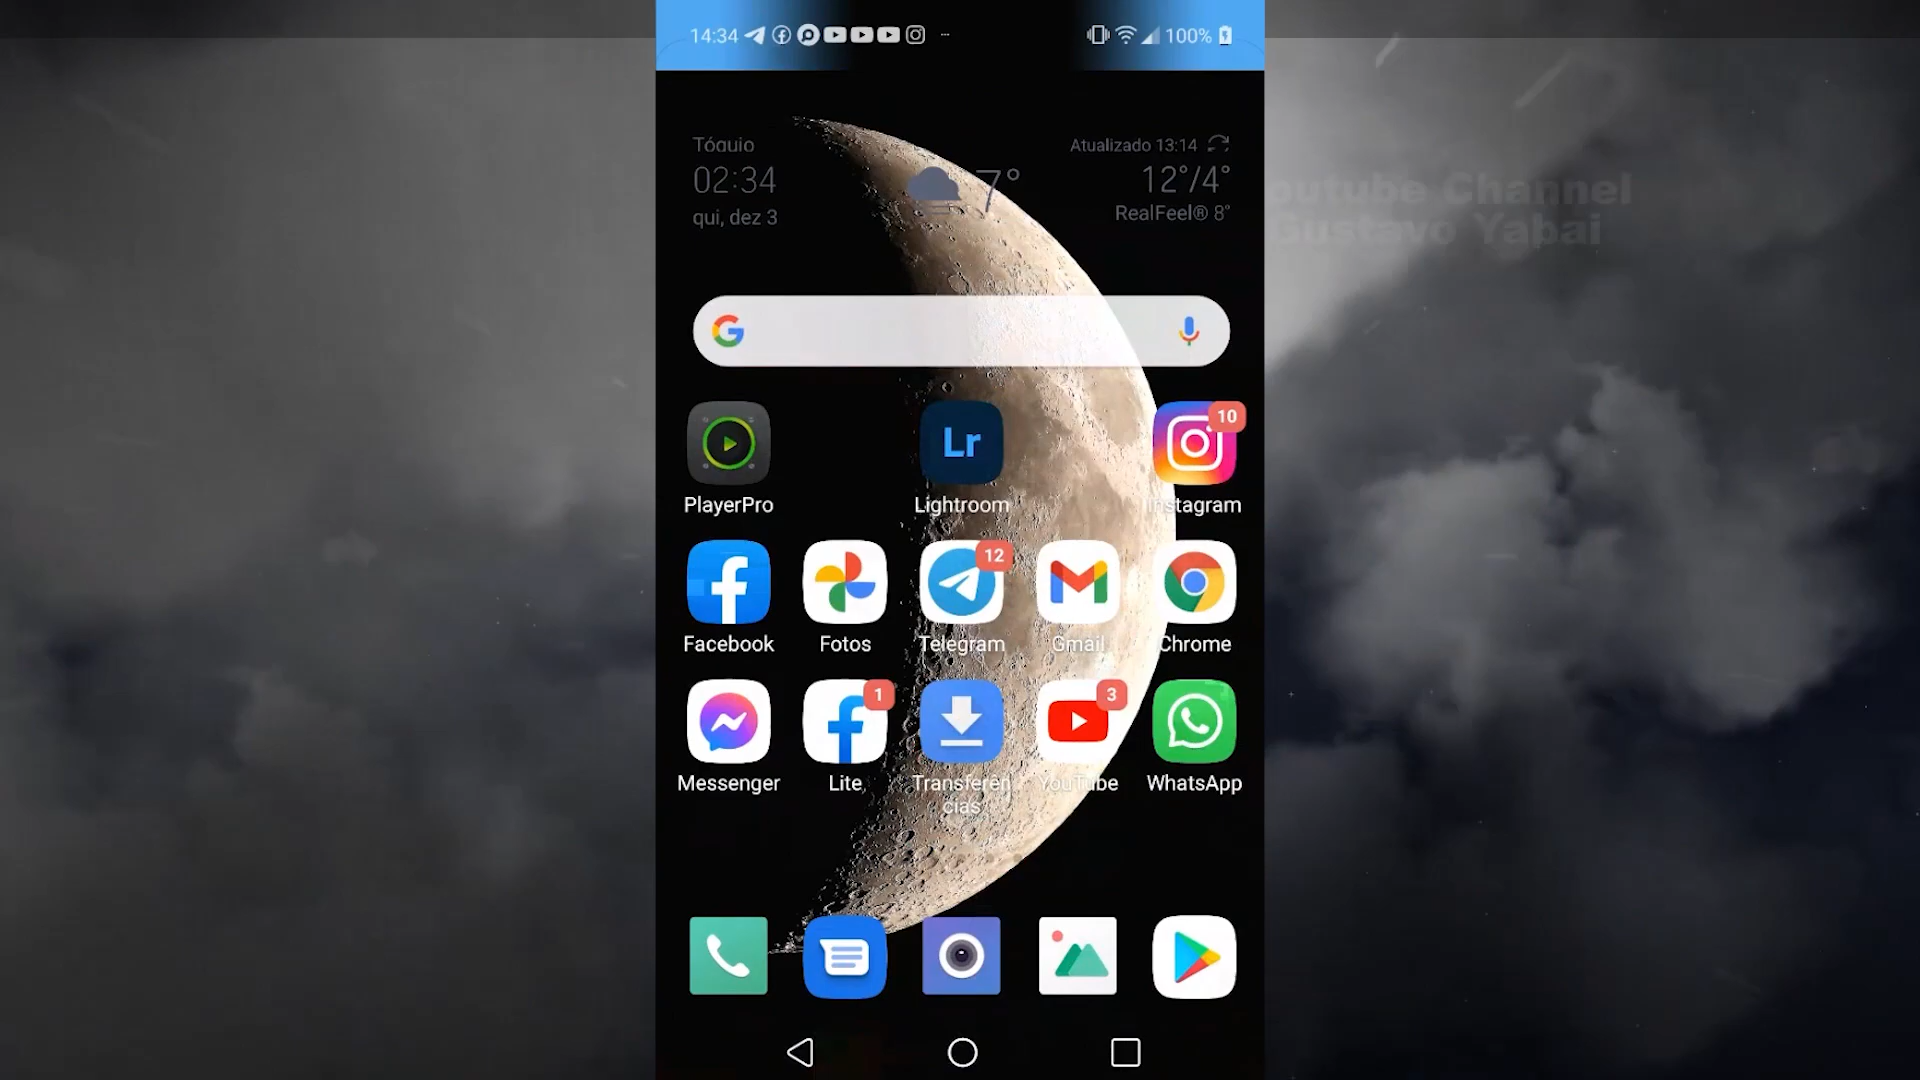 14:34
100%
Tóquio
02:34
qui, dez 3
7°
Atualizado 13:14
12°/4°
RealFeel® 8°
outube Channel
Gustavo Yabai
PlayerPro
Lr
Lightroom
10
Instagram
Facebook
Fotos
12
Telegram
Gmail
Chrome
Messenger
1
Lite
Transferên
cias
3
YouTube
WhatsApp